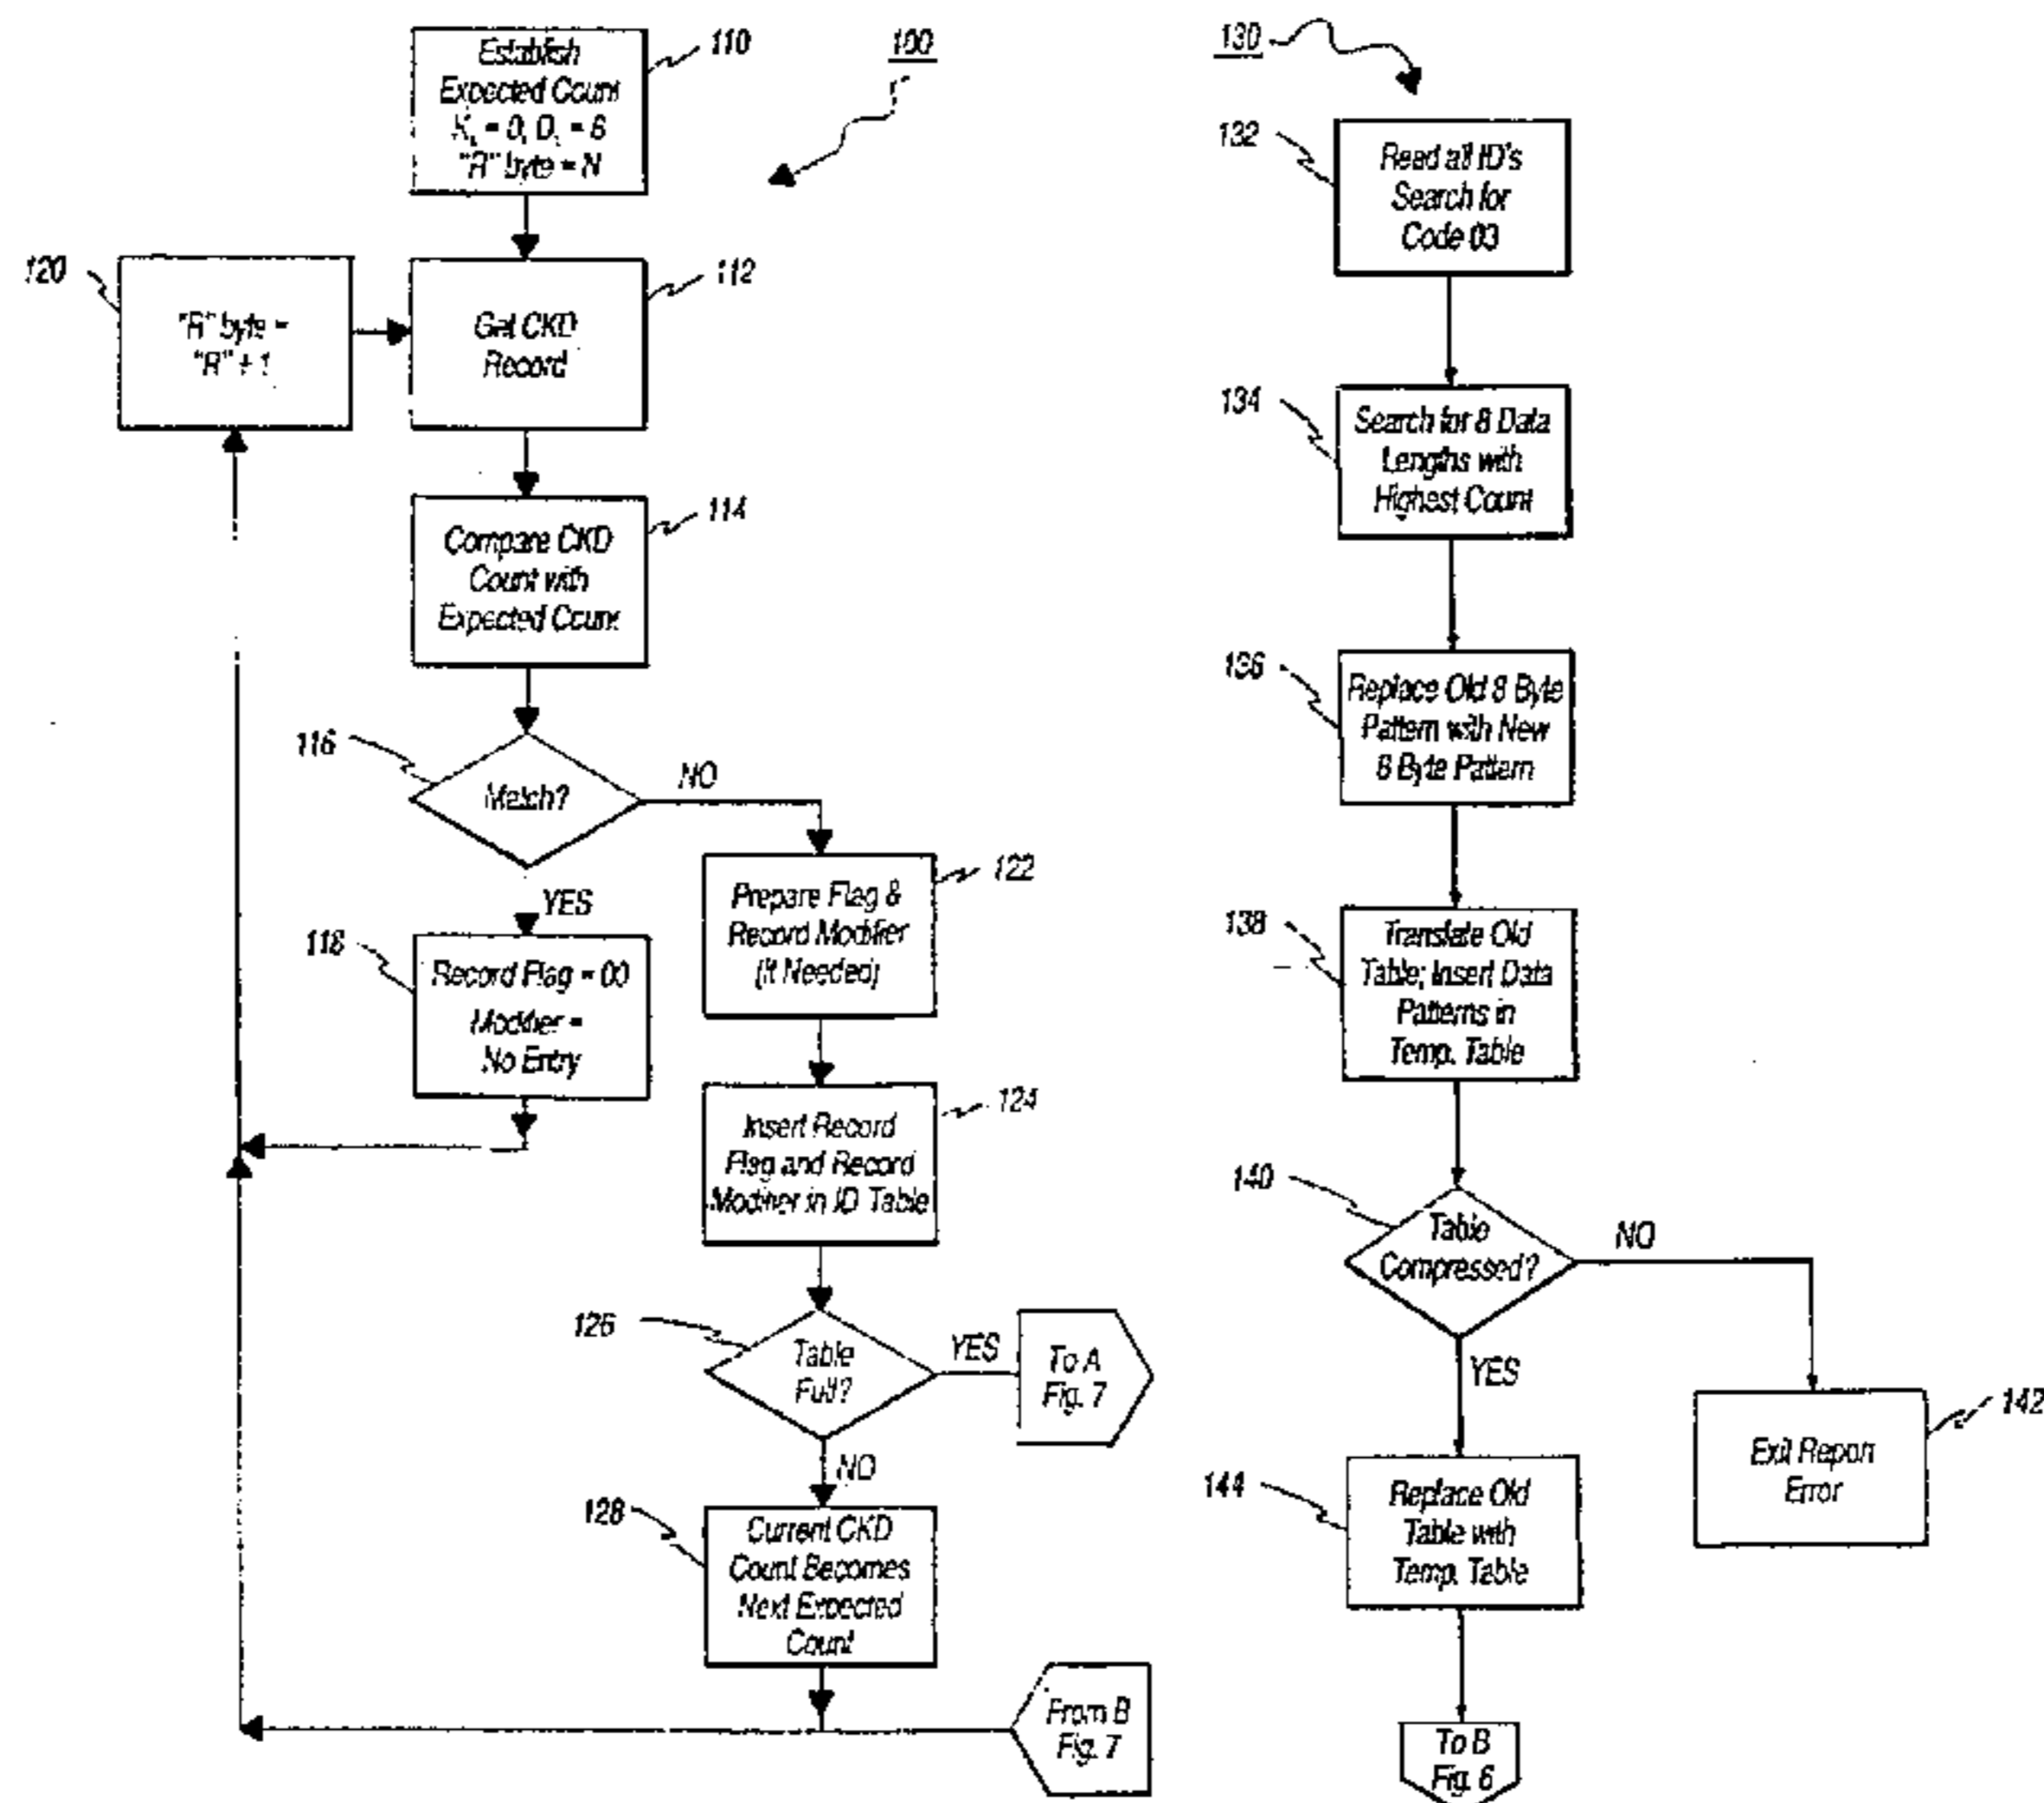 100
110
Establish
Expected Count
K = 0, D = 8
"R" byte = N
120
"R" byte =
"R" + 1
112
Get CKD
Record
114
Compare CKD
Count with
Expected Count
116
Match?
NO
YES
118
Record Flag = 00
Modifier =
No Entry
122
Prepare Flag &
Record Modifier
(It Needed)
124
Insert Record
Flag and Record
Modifier in ID Table
126
Table
Full?
YES
To A
Fig. 7
NO
128
Current CKD
Count Becomes
Next Expected
Count
From B
Fig. 7
130
132
Read all ID's
Search for
Code 03
134
Search for 8 Data
Lengths with
Highest Count
136
Replace Old 8 Byte
Pattern with New
8 Byte Pattern
138
Translate Old
Table; Insert Data
Patterns in
Temp. Table
140
Table
Compressed?
NO
YES
142
Exit Report
Error
144
Replace Old
Table with
Temp. Table
To B
Fig. 6